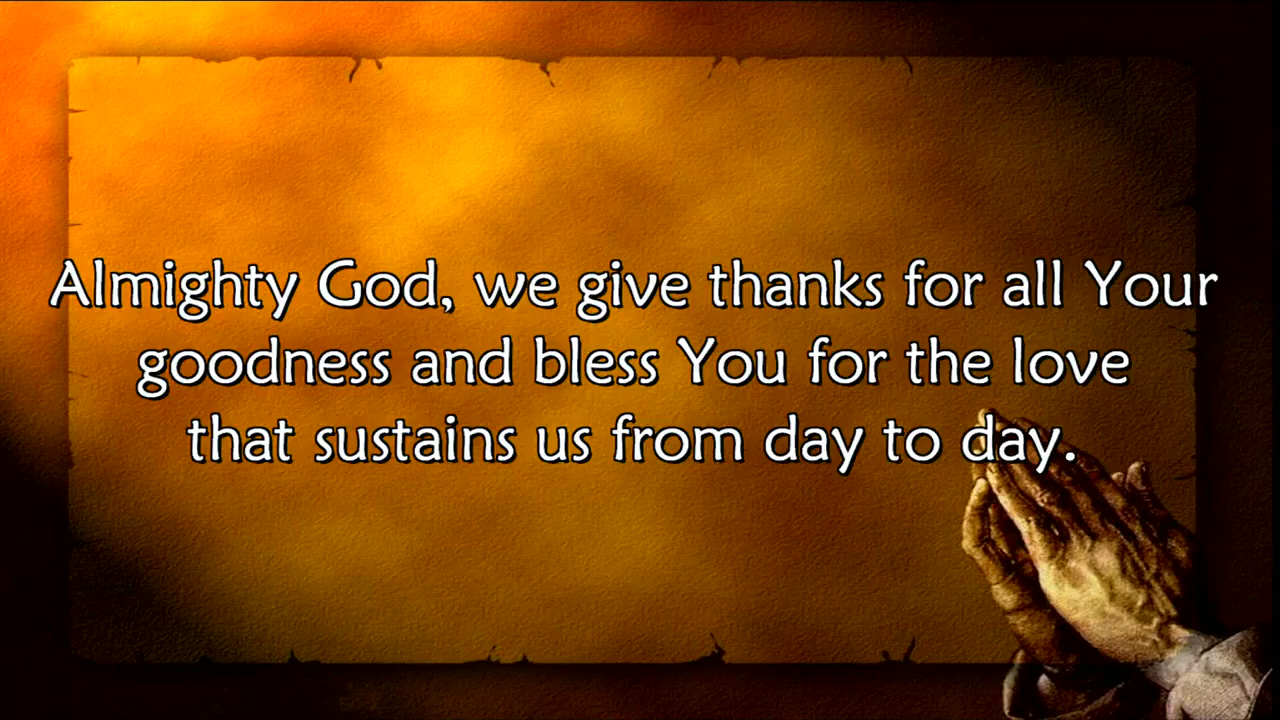 Almighty God, we give thanks for all Your
goodness and bless You for the love
that sustains us from day to day.